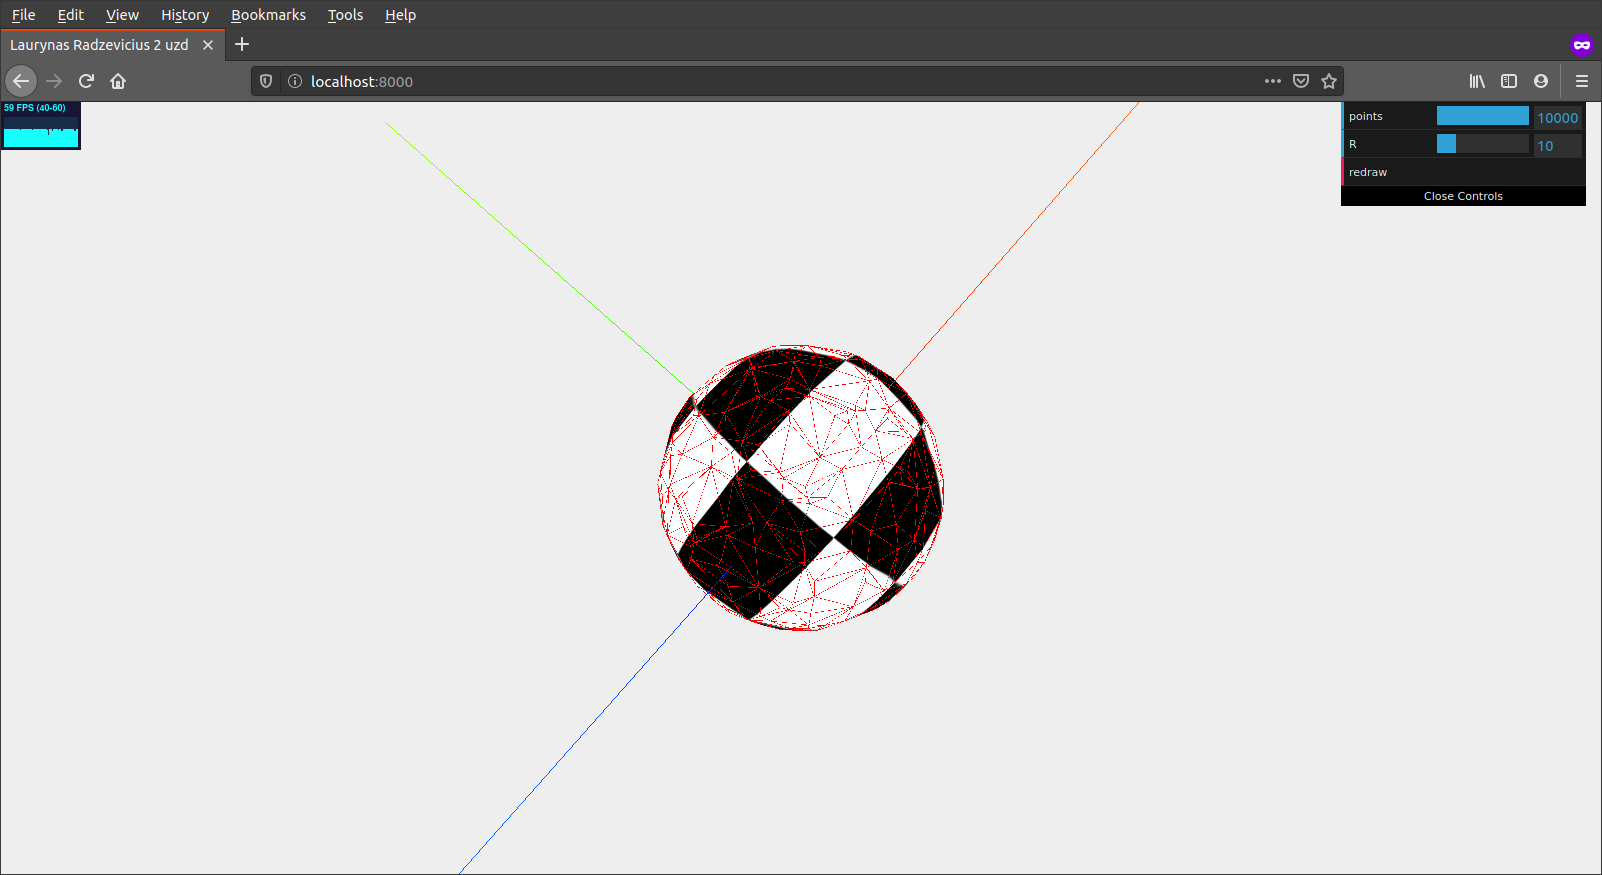 File Edit View History Bookmarks Tools Help
Laurynas Radzevicius 2 uzd
localhost:8000
59 FPS (40-60)
points 10000
R 10
redraw
Close Controls